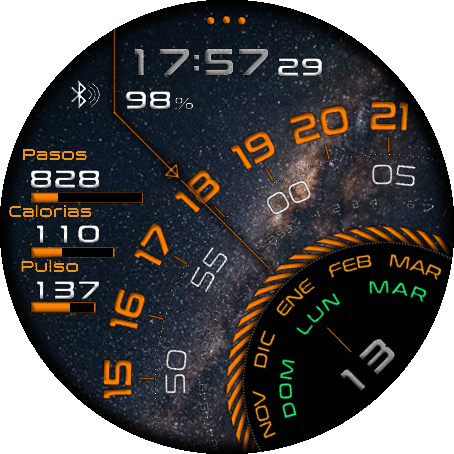 17:57 29
98%
Pasos
828
Calorias
110
Pulso
137
15 16 17 18 19 20 21
50 55 00 05
NOV DIC ENE FEB MAR
DOM LUN MAR
13